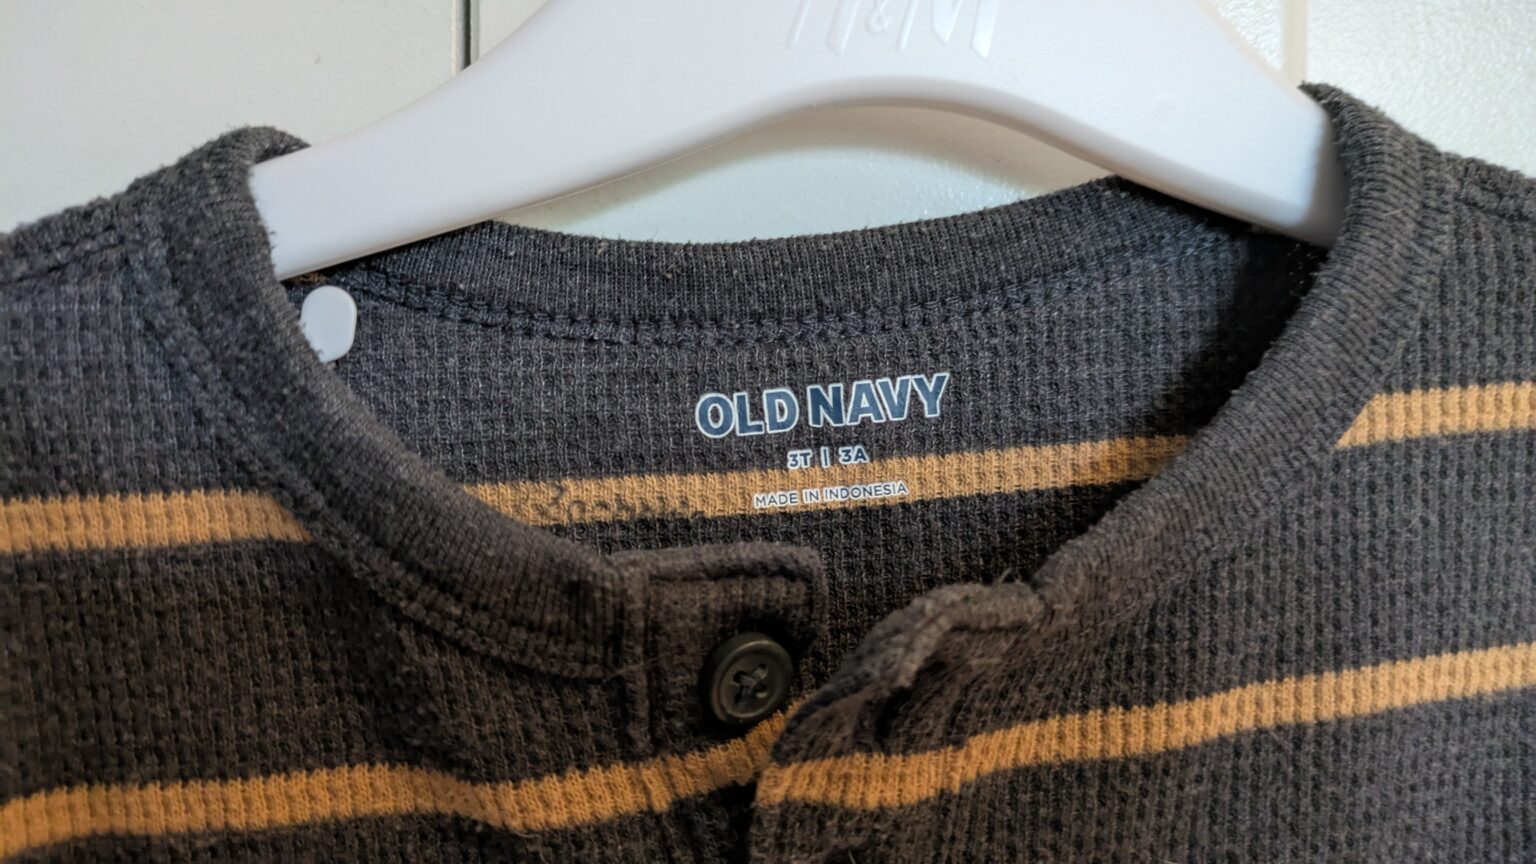 H&M
OLD NAVY
3T | 3A
MADE IN INDONESIA